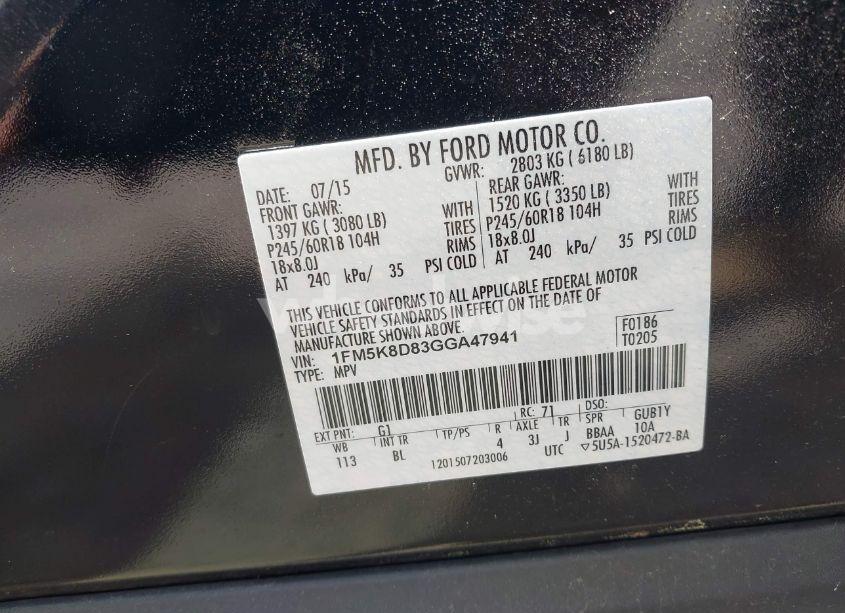 MFD. BY FORD MOTOR CO.
DATE: 07/15 GVWR: 2803 KG ( 6180 LB)
FRONT GAWR: REAR GAWR:
1397 KG ( 3080 LB) WITH 1520 KG ( 3350 LB) WITH
P245/60R18 104H TIRES P245/60R18 104H TIRES
18x8.0J RIMS 18x8.0J RIMS
AT 240 kPa/ 35 PSI COLD AT 240 kPa/ 35 PSI COLD
THIS VEHICLE CONFORMS TO ALL APPLICABLE FEDERAL MOTOR
VEHICLE SAFETY STANDARDS IN EFFECT ON THE DATE OF
MANUFACTURE SHOWN ABOVE.
VIN: 1FM5K8D83GGA47941 F0186
TYPE: MPV T0205
RC: 71 DSO:
EXT PNT: G1
WB INT TR TP/PS R AXLE TR SPR GUB1Y
113 BL 4 3J J BBAA 10A
1201507203006 UTC ▽5U5A-1520472-BA